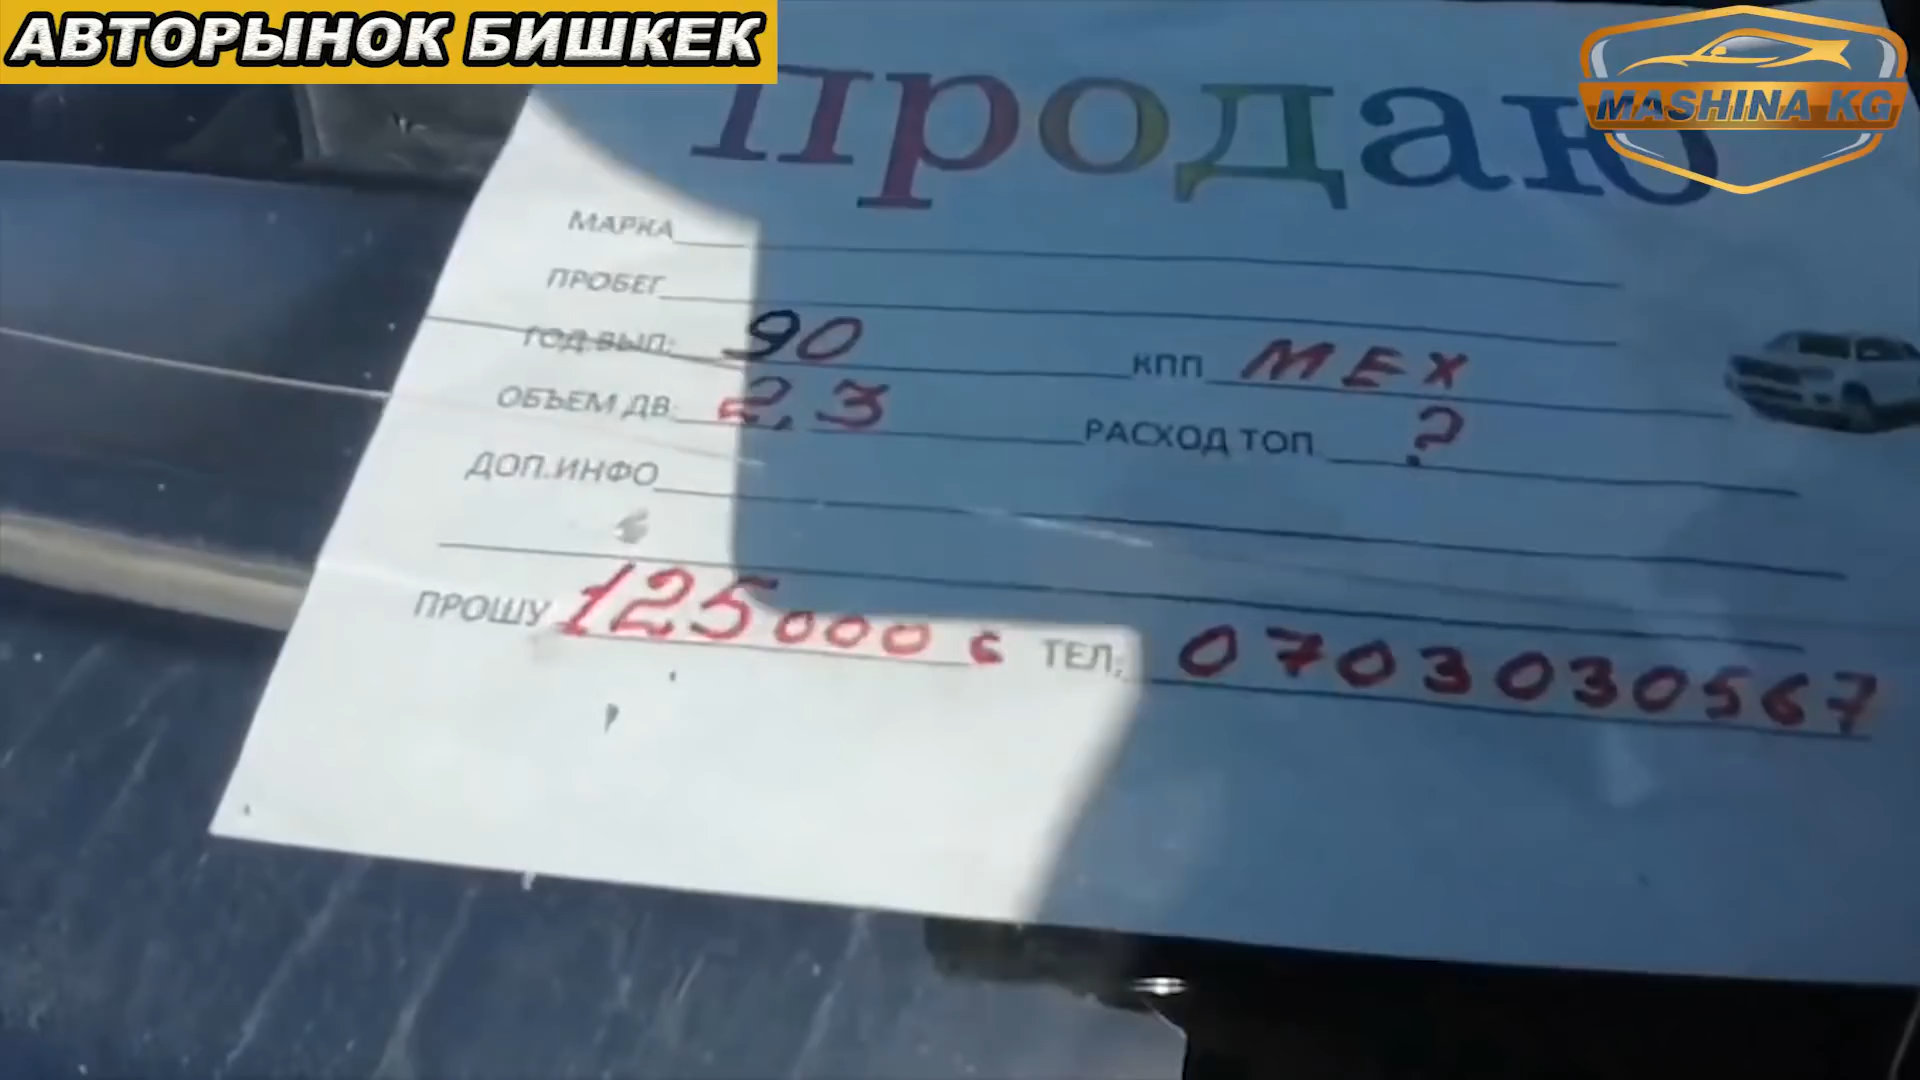 АВТОРЫНОК БИШКЕК
MASHINA KG
продаю
МАРКА
ПРОБЕГ
ГОД.ВЫП: 90 КПП МЕХ
ОБЪЕМ ДВ: 2,3 РАСХОД ТОП ?
ДОП.ИНФО
ПРОШУ 125000 с ТЕЛ: 0703030567